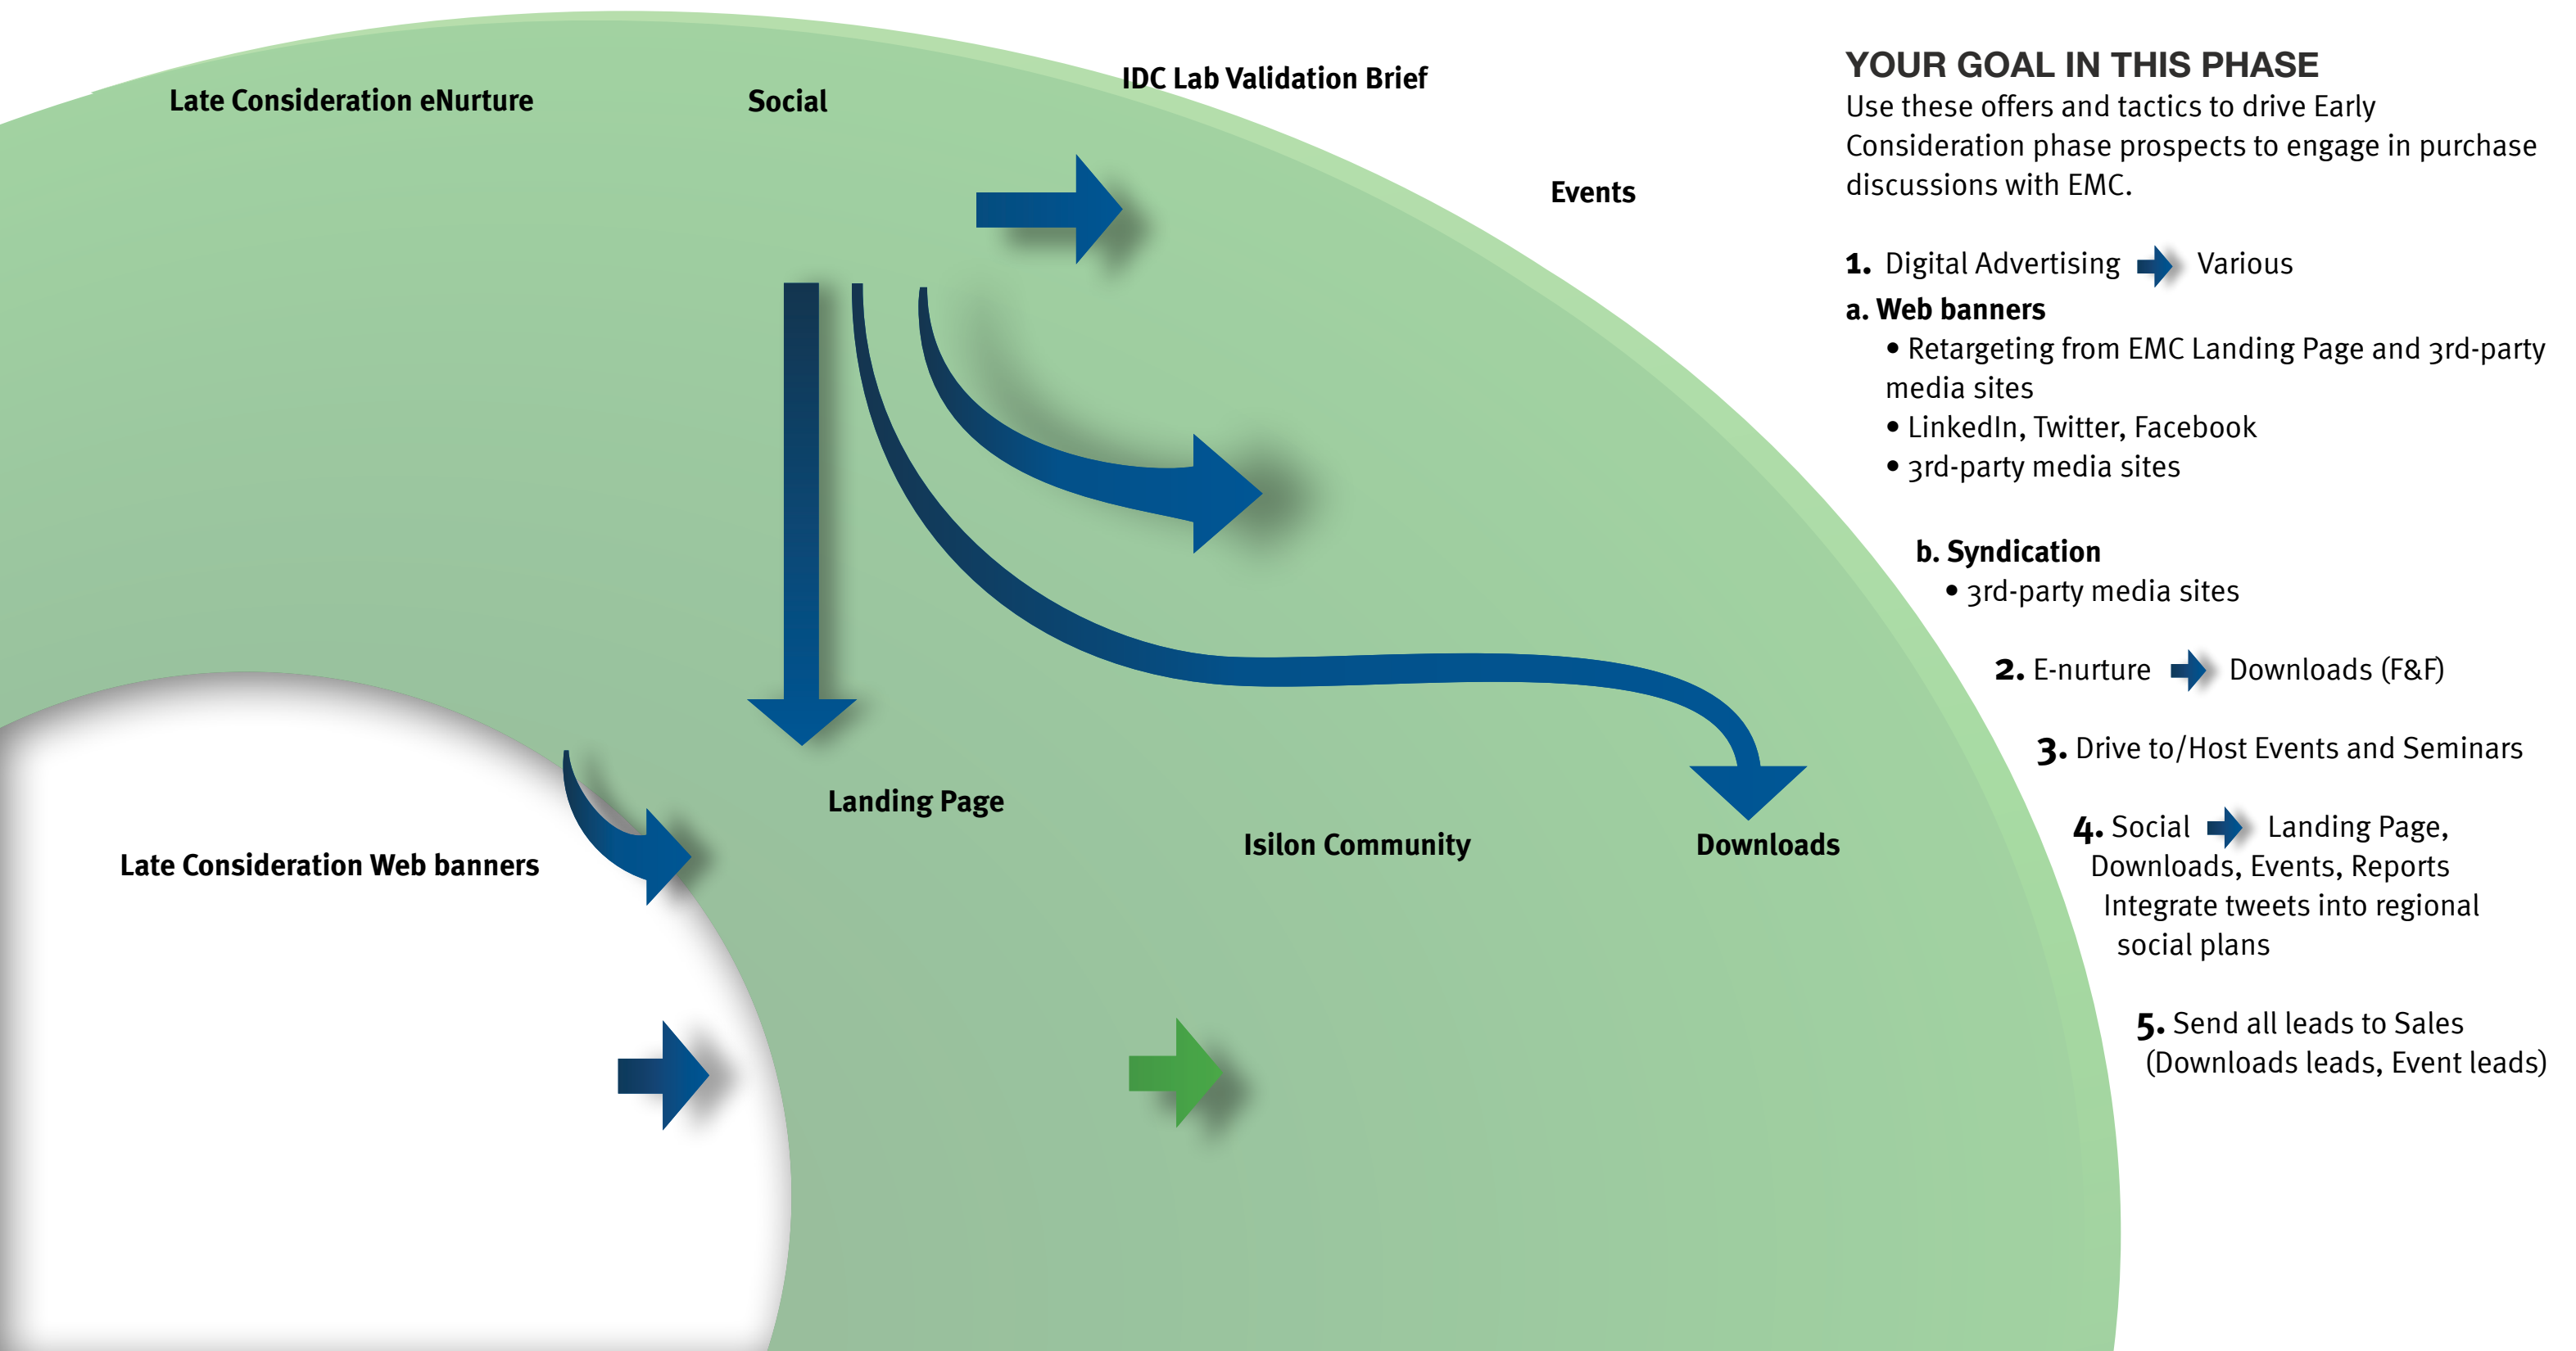 Late Consideration eNurture
Social
IDC Lab Validation Brief
Events
Landing Page
Isilon Community
Downloads
Late Consideration Web banners
YOUR GOAL IN THIS PHASE
Use these offers and tactics to drive Early
Consideration phase prospects to engage in purchase
discussions with EMC.
1. Digital Advertising Various
a. Web banners
• Retargeting from EMC Landing Page and 3rd-party
media sites
• LinkedIn, Twitter, Facebook
• 3rd-party media sites
b. Syndication
• 3rd-party media sites
2. E-nurture Downloads (F&F)
3. Drive to/Host Events and Seminars
4. Social Landing Page,
Downloads, Events, Reports
Integrate tweets into regional
social plans
5. Send all leads to Sales
(Downloads leads, Event leads)